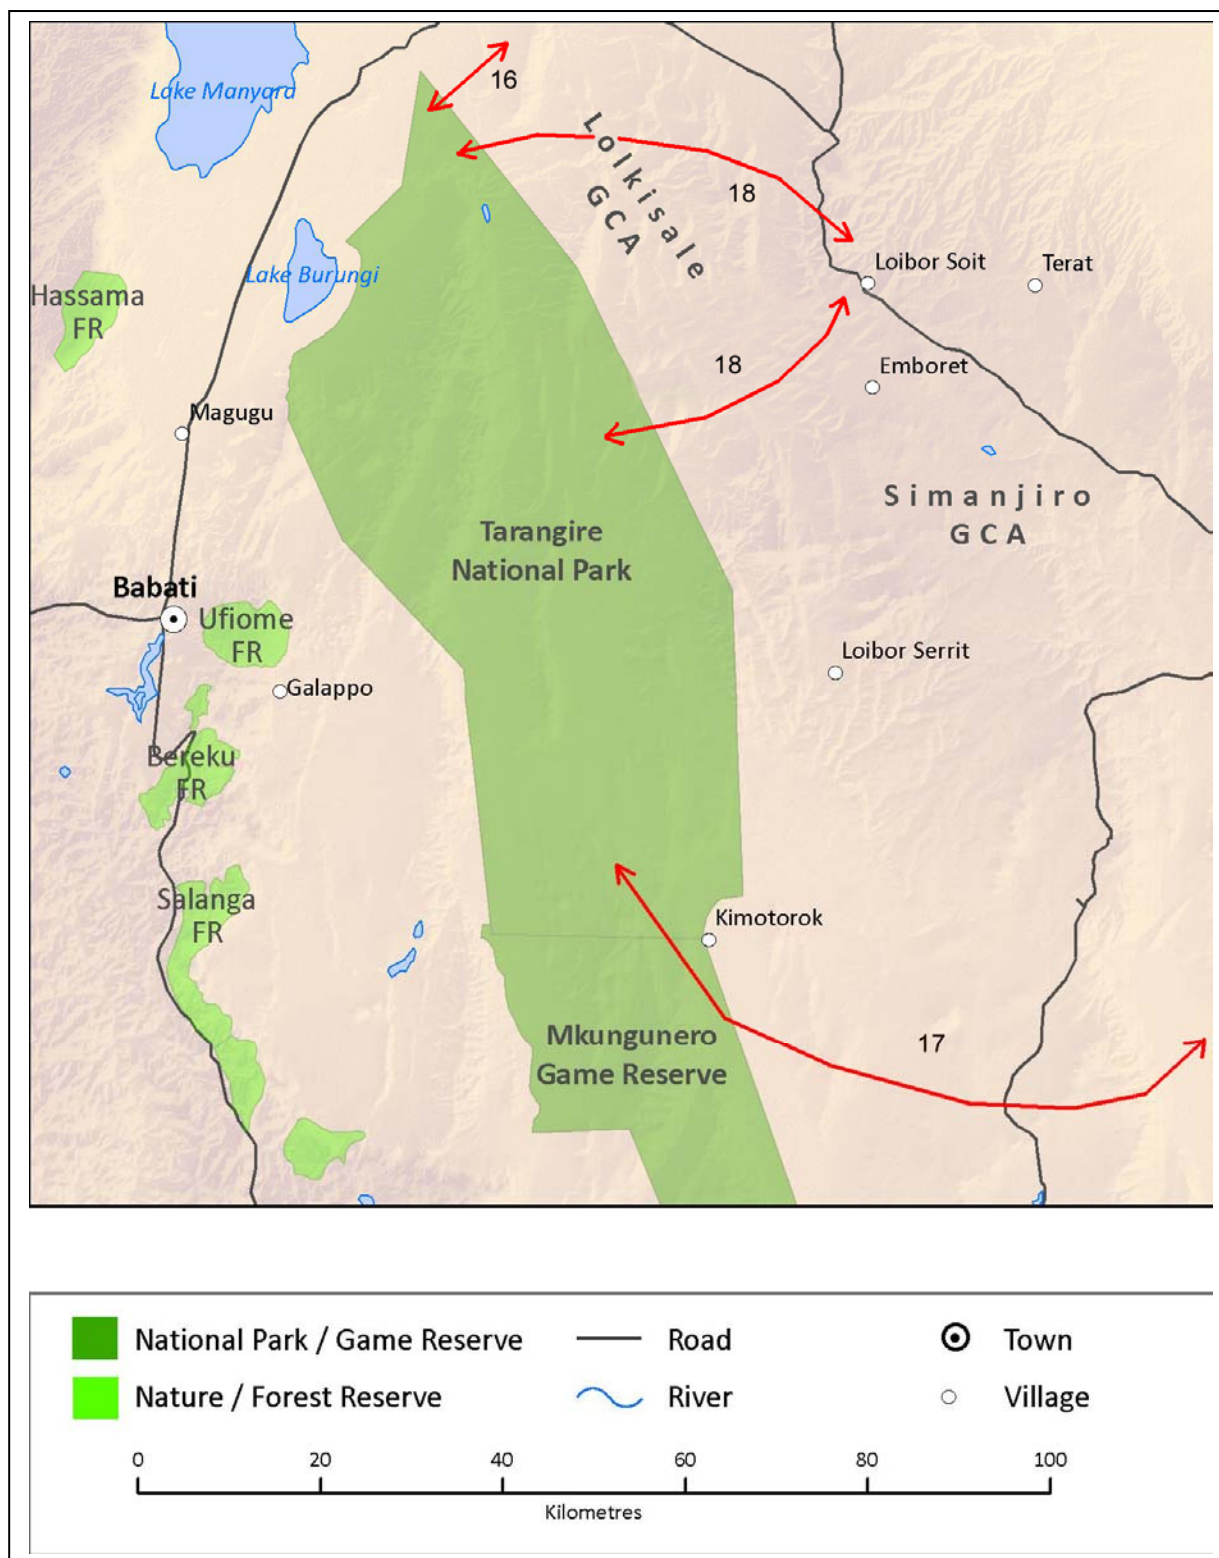 16
Lake Manyara
Lolkisale
GCA
18
Loibor Soit
Terat
Lake Burungi
Hassama
FR
18
Emboret
Magugu
Simanjiro
GCA
Tarangire
National Park
Babati
Ufiome
FR
Loibor Serrit
Galappo
Bereku
FR
Salanga
FR
Kimotorok
Mkungunero
Game Reserve
17
National Park / Game Reserve
Road
Town
Nature / Forest Reserve
River
Village
0 20 40 60 80 100
Kilometres